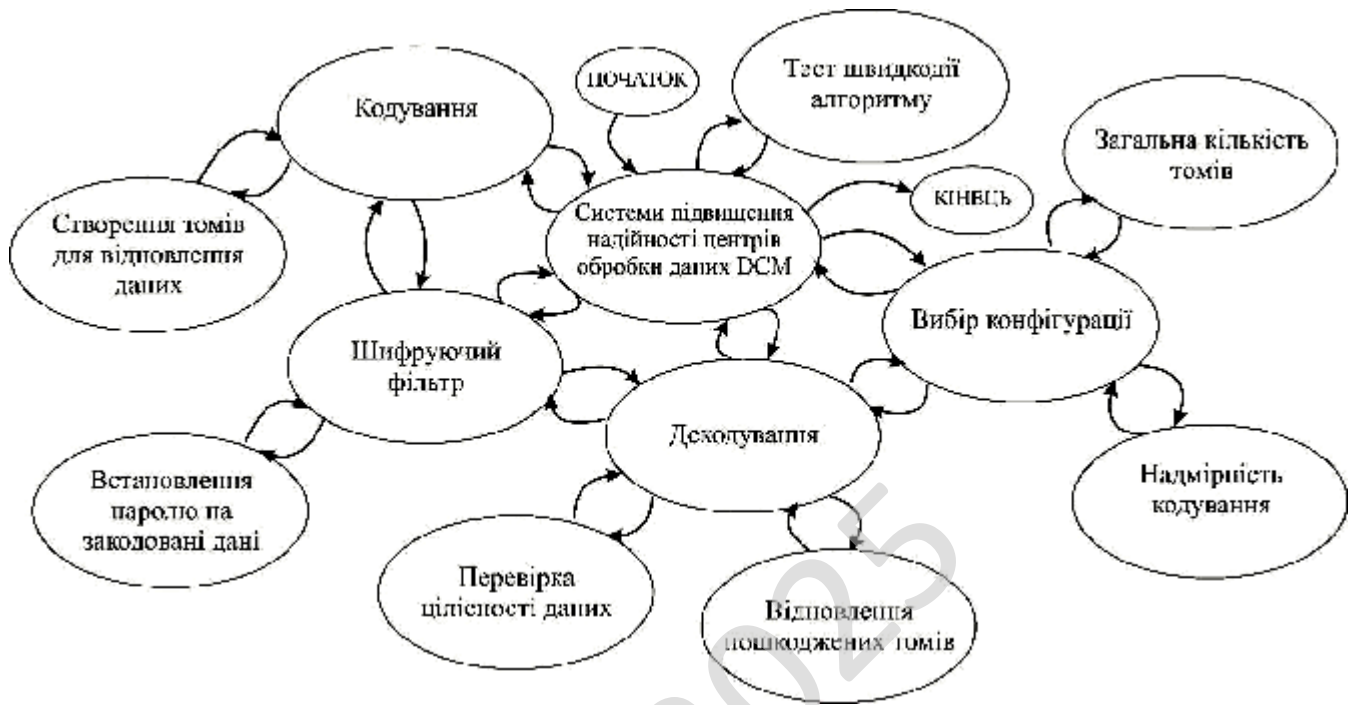 ПОЧАТОК
Тест швидкодії
алгоритму
Кодування
Загальна кількість
томів
КІНЕЦЬ
Системи підвищення
надійності центрів
обробки даних DCM
Створення томів
для відновлення
даних
Вибір конфігурації
Шифруючий
фільтр
Декодування
Встановлення
паролю на
закодовані дані
Надмірність
кодування
Перевірка
цілісності даних
Відновлення
пошкоджених томів
2025